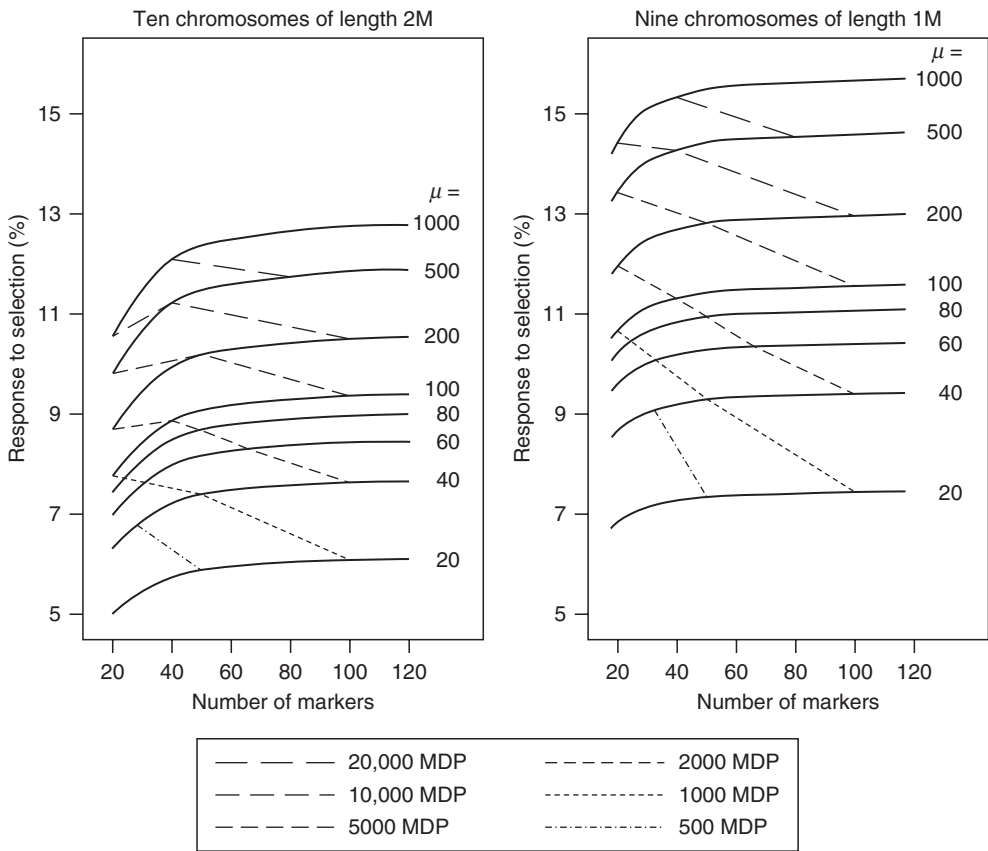 Ten chromosomes of length 2M
Response to selection (%)
15
13
11
9
7
5
μ =
1000
500
200
100
80
60
40
20
20 40 60 80 100 120
Number of markers
Nine chromosomes of length 1M
Response to selection (%)
15
13
11
9
7
5
μ =
1000
500
200
100
80
60
40
20
20 40 60 80 100 120
Number of markers
20,000 MDP
10,000 MDP
5000 MDP
2000 MDP
1000 MDP
500 MDP